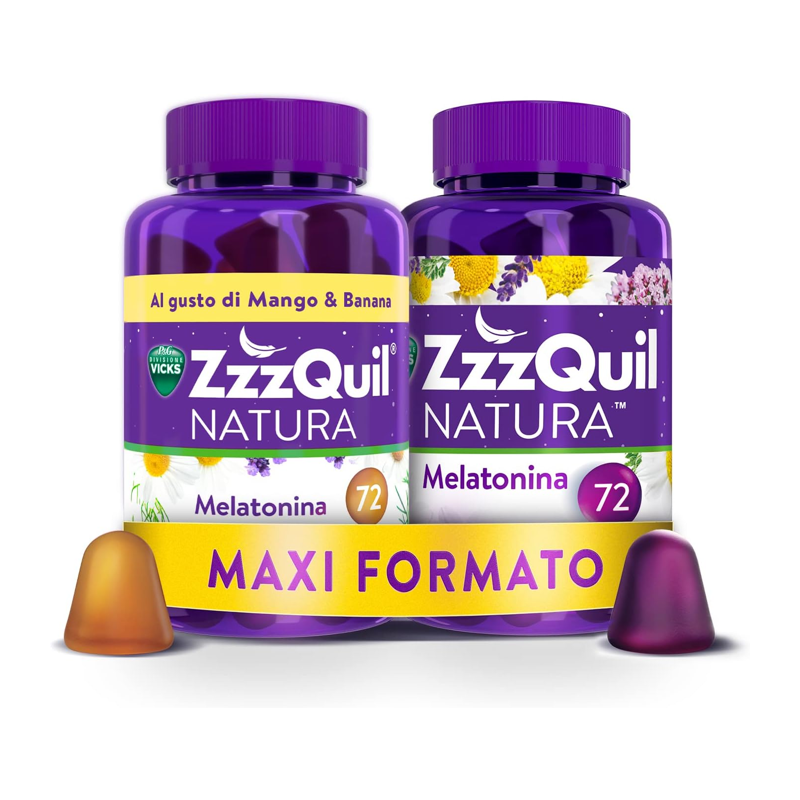 Al gusto di Mango & Banana
P&G
DIVISIONE
VICKS
ZzzQuil®
NATURA
Melatonina
72
S
ZzzQuil
NATURA™
Melatonina
72
MAXI FORMATO